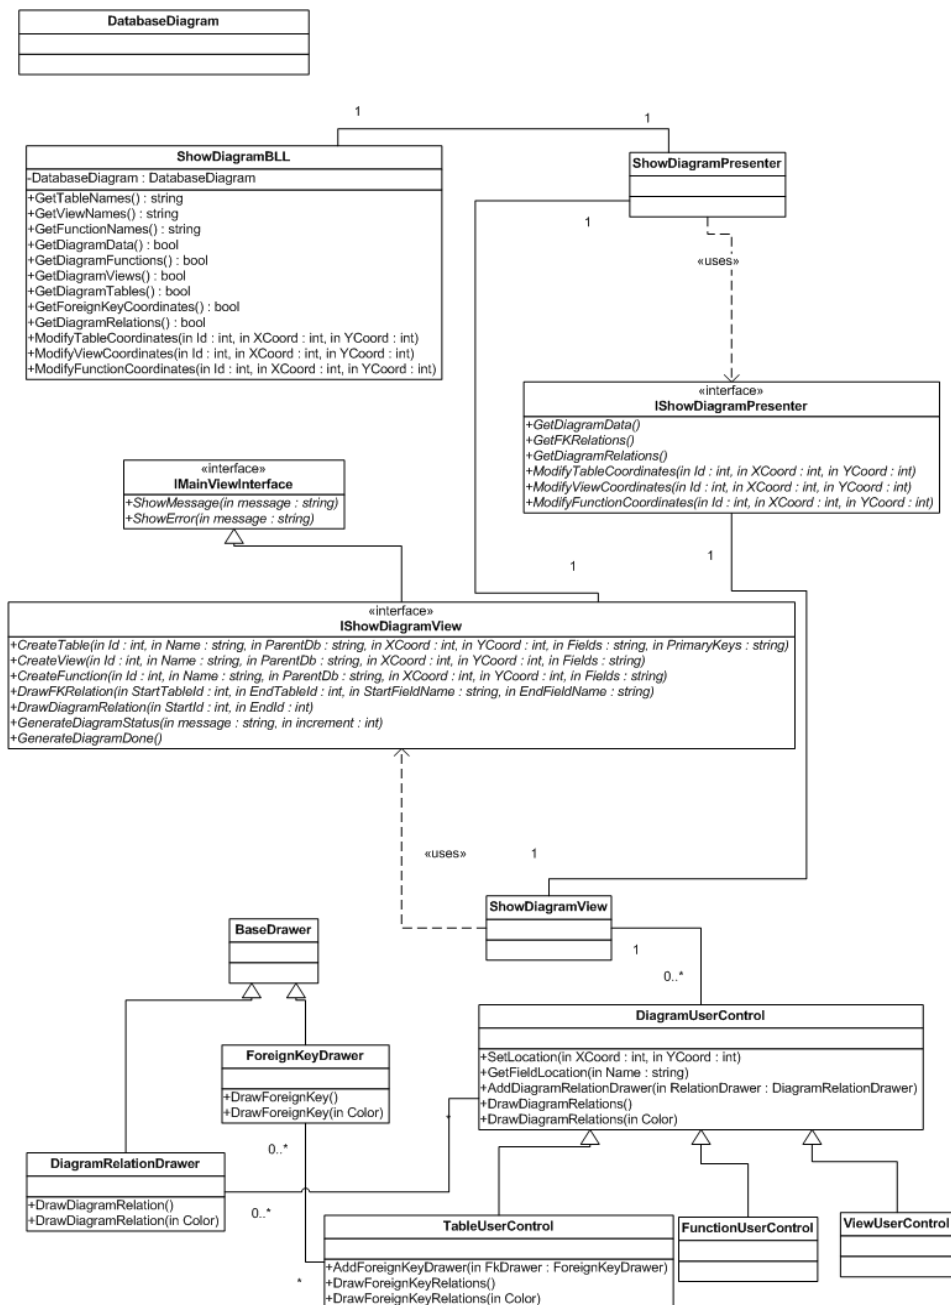 DatabaseDiagram
1
1
ShowDiagramBLL
-DatabaseDiagram : DatabaseDiagram
+GetTableNames() : string
+GetViewNames() : string
+GetFunctionNames() : string
+GetDiagramData() : bool
+GetDiagramFunctions() : bool
+GetDiagramViews() : bool
+GetDiagramTables() : bool
+GetForeignKeyCoordinates() : bool
+GetDiagramRelations() : bool
+ModifyTableCoordinates(in Id : int, in XCoord : int, in YCoord : int)
+ModifyViewCoordinates(in Id : int, in XCoord : int, in YCoord : int)
+ModifyFunctionCoordinates(in Id : int, in XCoord : int, in YCoord : int)
ShowDiagramPresenter
1
«uses»
«interface»
IShowDiagramPresenter
+GetDiagramData()
+GetFKRelations()
+GetDiagramRelations()
+ModifyTableCoordinates(in Id : int, in XCoord : int, in YCoord : int)
+ModifyViewCoordinates(in Id : int, in XCoord : int, in YCoord : int)
+ModifyFunctionCoordinates(in Id : int, in XCoord : int, in YCoord : int)
«interface»
IMainViewInterface
+ShowMessage(in message : string)
+ShowError(in message : string)
1
1
«interface»
IShowDiagramView
+CreateTable(in Id : int, in Name : string, in ParentDb : string, in XCoord : int, in YCoord : int, in Fields : string, in PrimaryKeys : string)
+CreateView(in Id : int, in Name : string, in ParentDb : string, in XCoord : int, in YCoord : int, in Fields : string)
+CreateFunction(in Id : int, in Name : string, in ParentDb : string, in XCoord : int, in YCoord : int, in Fields : string)
+DrawFKRelation(in StartTableId : int, in EndTableId : int, in StartFieldName : string, in EndFieldName : string)
+DrawDiagramRelation(in StartId : int, in EndId : int)
+GenerateDiagramStatus(in message : string, in increment : int)
+GenerateDiagramDone()
«uses»
1
ShowDiagramView
1
0..*
BaseDrawer
ForeignKeyDrawer
+DrawForeignKey()
+DrawForeignKey(in Color)
0..*
DiagramUserControl
+SetLocation(in XCoord : int, in YCoord : int)
+GetFieldLocation(in Name : string)
+AddDiagramRelationDrawer(in RelationDrawer : DiagramRelationDrawer)
+DrawDiagramRelations()
+DrawDiagramRelations(in Color)
*
DiagramRelationDrawer
+DrawDiagramRelation()
+DrawDiagramRelation(in Color)
0..*
*
TableUserControl
+AddForeignKeyDrawer(in FkDrawer : ForeignKeyDrawer)
+DrawForeignKeyRelations()
+DrawForeignKeyRelations(in Color)
FunctionUserControl
ViewUserControl